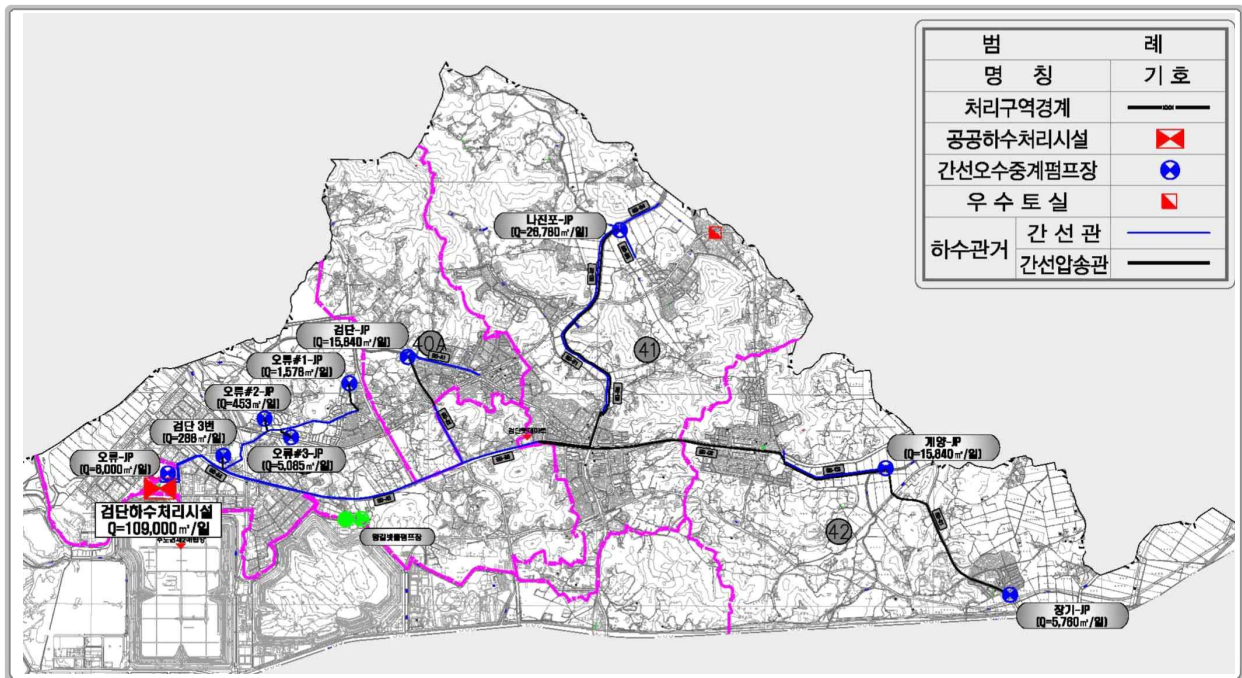 범 례
명 칭 기 호
처리구역경계
공공하수처리시설
간선오수중계펌프장
우 수 토 실
하수관거
간 선 관
간선압송관
나진포-JP
(Q=26,780㎥/일)
검단-JP
(Q=15,840㎥/일)
40A
41
오류#1-JP
(Q=1,578㎥/일)
오류#2-JP
(Q=453㎥/일)
검단 3번
(Q=288㎥/일)
오류#3-JP
(Q=5,085㎥/일)
오류-JP
(Q=6,000㎥/일)
검단하수처리시설
Q=109,000㎥/일
계양-JP
(Q=15,840㎥/일)
42
장기-JP
(Q=5,760㎥/일)